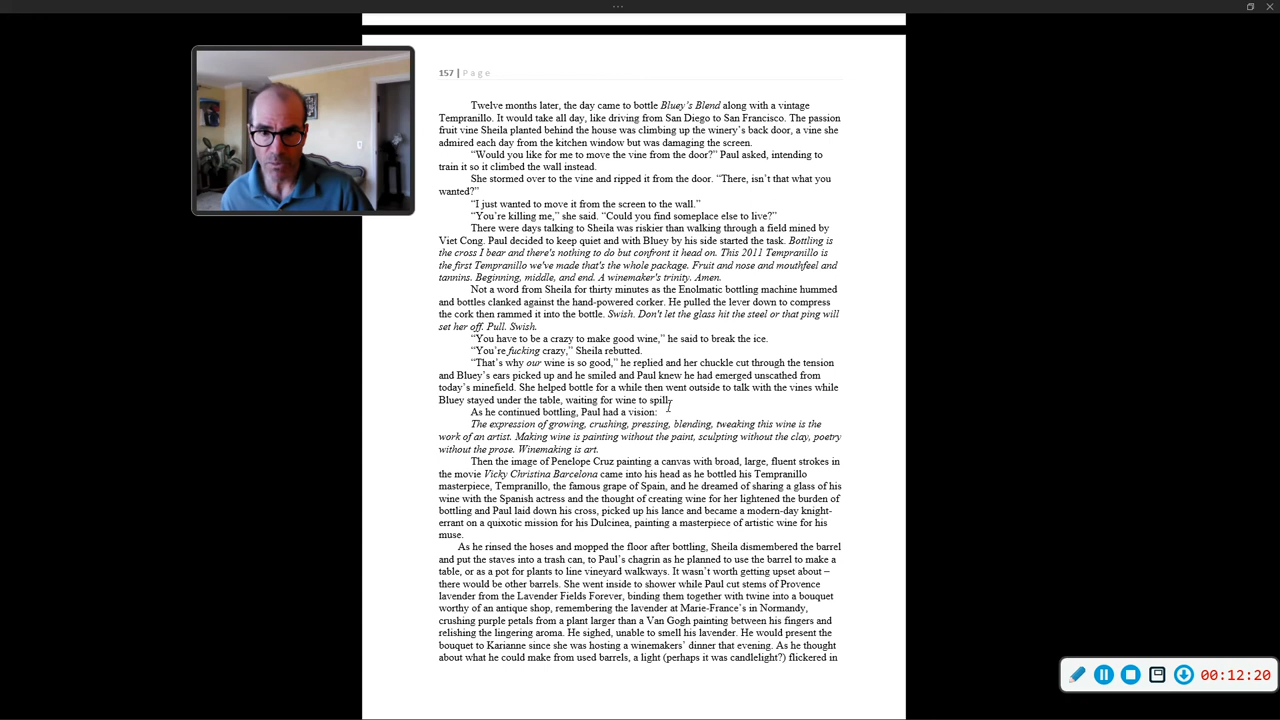 157 | Page
Twelve months later, the day came to bottle Bluey's Blend along with a vintage
Tempranillo. It would take all day, like driving from San Diego to San Francisco. The passion
fruit vine Sheila planted behind the house was climbing up the winery's back door, a vine she
admired each day from the kitchen window but was damaging the screen.
“Would you like for me to move the vine from the door?” Paul asked, intending to
train it so it climbed the wall instead.
She stormed over to the vine and ripped it from the door. “There, isn't that what you
wanted?”
“I just wanted to move it from the screen to the wall.”
“You're killing me,” she said. “Could you find someplace else to live?”
There were days talking to Sheila was riskier than walking through a field mined by
Viet Cong. Paul decided to keep quiet and with Bluey by his side started the task. Bottling is
the cross I bear and there's nothing to do but confront it head on. This 2011 Tempranillo is
the first Tempranillo we've made that's the whole package. Fruit and nose and mouthfeel and
tannins. Beginning, middle, and end. A winemaker's trinity. Amen.
Not a word from Sheila for thirty minutes as the Enolmatic bottling machine hummed
and bottles clanked against the hand-powered corker. He pulled the lever down to compress
the cork then rammed it into the bottle. Swish. Don't let the glass hit the steel or that ping will
set her off. Pull. Swish.
“You have to be a crazy to make good wine,” he said to break the ice.
“You're fucking crazy,” Sheila rebutted.
“That's why our wine is so good,” he replied and her chuckle cut through the tension
and Bluey's ears picked up and he smiled and Paul knew he had emerged unscathed from
today's minefield. She helped bottle for a while then went outside to talk with the vines while
Bluey stayed under the table, waiting for wine to spill.
As he continued bottling, Paul had a vision:
The expression of growing, crushing, pressing, blending, tweaking this wine is the
work of an artist. Making wine is painting without the paint, sculpting without the clay, poetry
without the prose. Winemaking is art.
Then the image of Penelope Cruz painting a canvas with broad, large, fluent strokes in
the movie Vicky Christina Barcelona came into his head as he bottled his Tempranillo
masterpiece, Tempranillo, the famous grape of Spain, and he dreamed of sharing a glass of his
wine with the Spanish actress and the thought of creating wine for her lightened the burden of
bottling and Paul laid down his cross, picked up his lance and became a modern-day knight-
errant on a quixotic mission for his Dulcinea, painting a masterpiece of artistic wine for his
muse.
As he rinsed the hoses and mopped the floor after bottling, Sheila dismembered the barrel
and put the staves into a trash can, to Paul's chagrin as he planned to use the barrel to make a
table, or as a pot for plants to line vineyard walkways. It wasn't worth getting upset about –
there would be other barrels. She went inside to shower while Paul cut stems of Provence
lavender from the Lavender Fields Forever, binding them together with twine into a bouquet
worthy of an antique shop, remembering the lavender at Marie-France's in Normandy,
crushing purple petals from a plant larger than a Van Gogh painting between his fingers and
relishing the lingering aroma. He sighed, unable to smell his lavender. He would present the
bouquet to Karianne since she was hosting a winemakers' dinner that evening. As he thought
about what he could make from used barrels, a light (perhaps it was candlelight?) flickered in
00:12:20